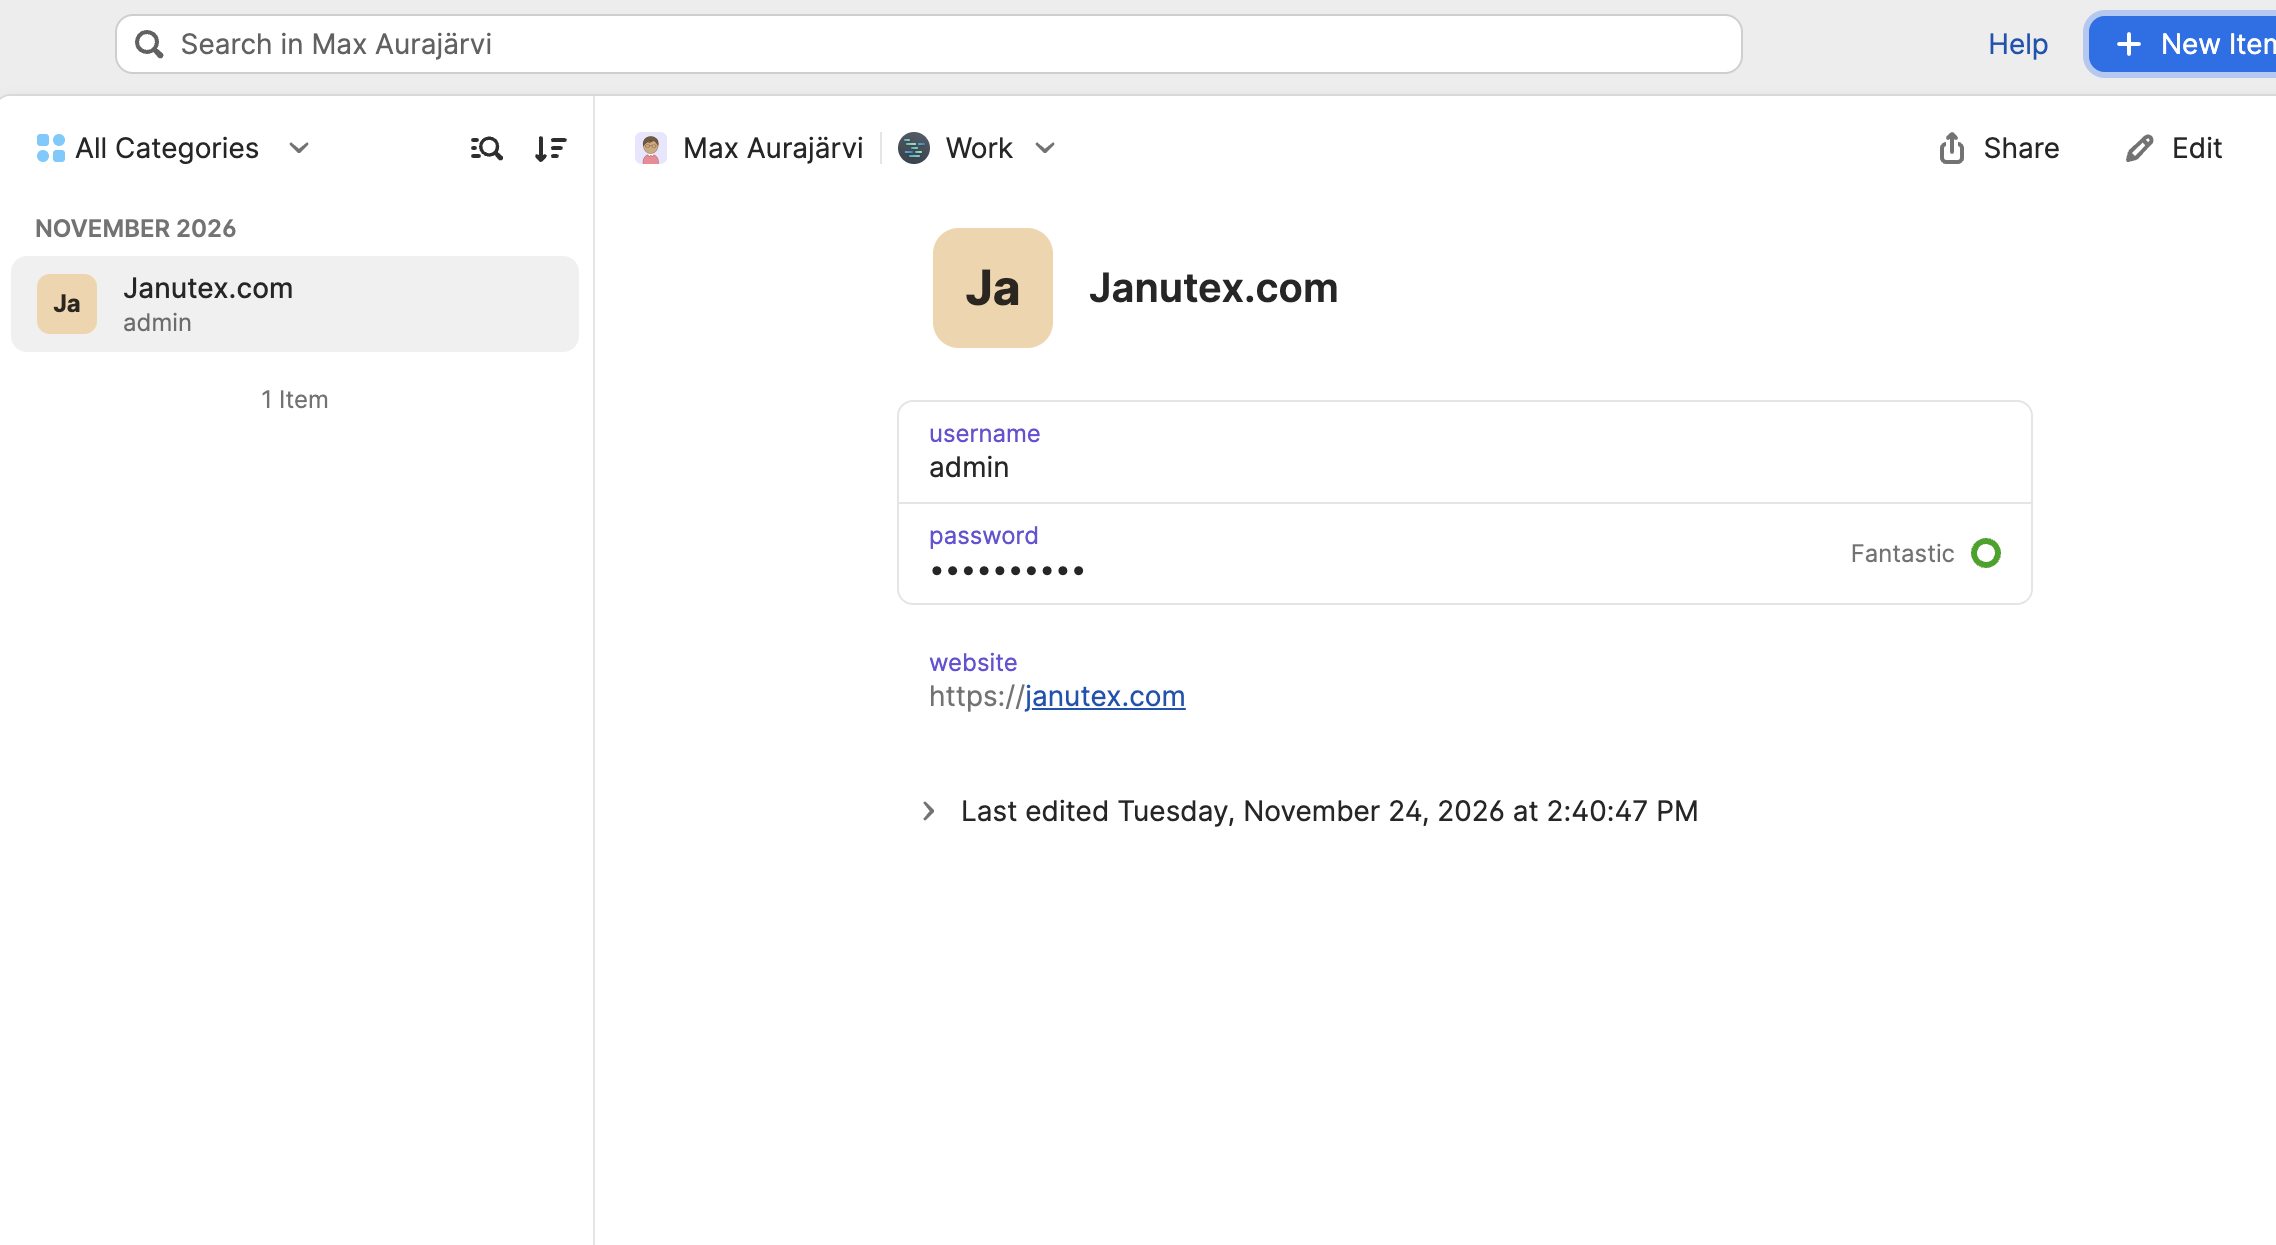 Search in Max Aurajärvi
Help
New Item
All Categories
Max Aurajärvi
Work
Share
Edit
NOVEMBER 2026
Ja
Janutex.com
admin
1 Item
Ja
Janutex.com
username
admin
password
••••••••••
Fantastic
website
https://janutex.com
Last edited Tuesday, November 24, 2026 at 2:40:47 PM